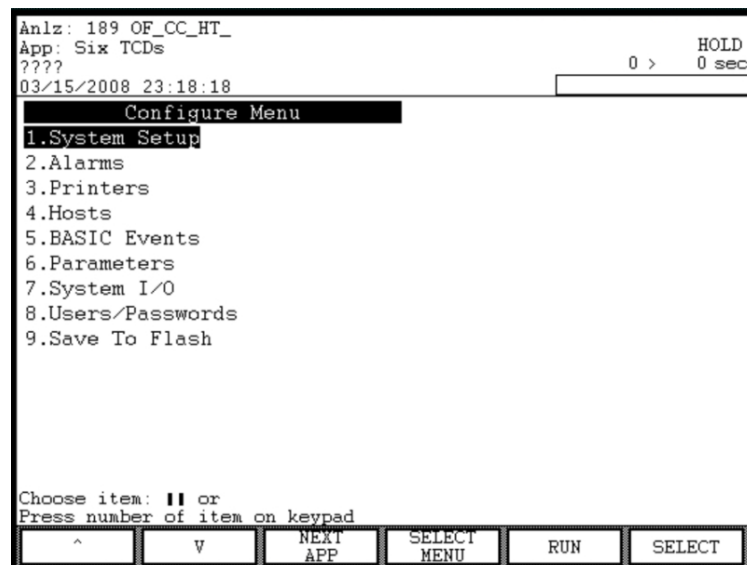 Anlz: 189 OF_CC_HT_
App: Six TCDs
HOLD
????
0 > 0 sec
03/15/2008 23:18:18
Configure Menu
1.System Setup
2.Alarms
3.Printers
4.Hosts
5.BASIC Events
6.Parameters
7.System I/O
8.Users/Passwords
9.Save To Flash
Choose item: or
Press number of item on keypad
^
V
NEXT
APP
SELECT
MENU
RUN
SELECT